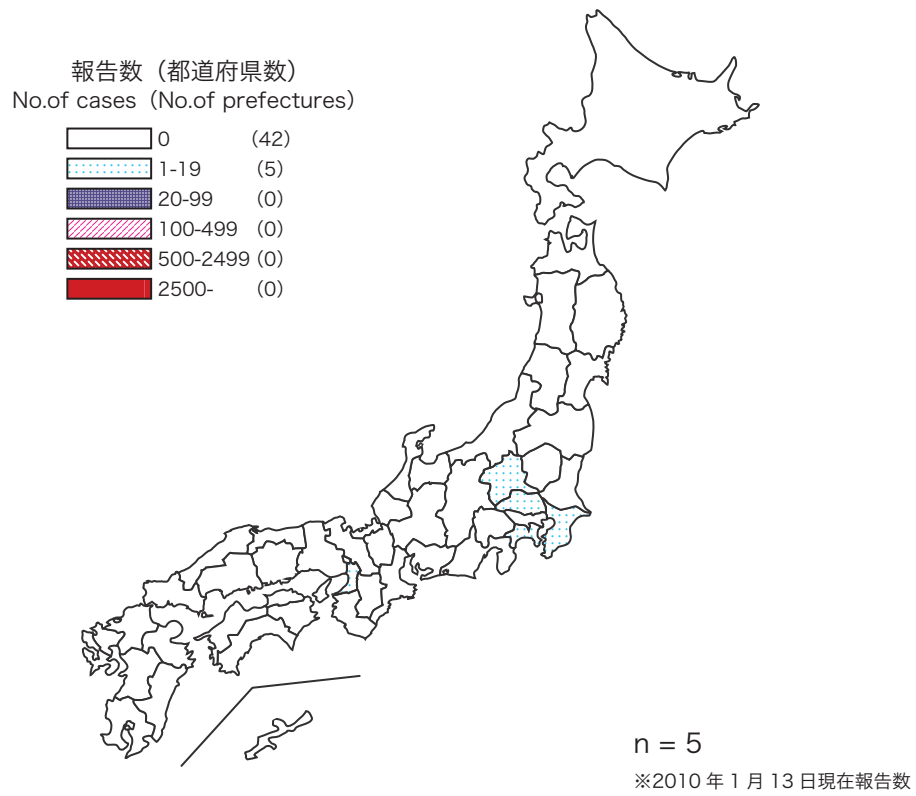 報告数（都道府県数）
No.of cases（No.of prefectures）
0 （42）
1-19 （5）
20-99 （0）
100-499 （0）
500-2499（0）
2500- （0）
n = 5
※2010 年 1 月 13 日現在報告数